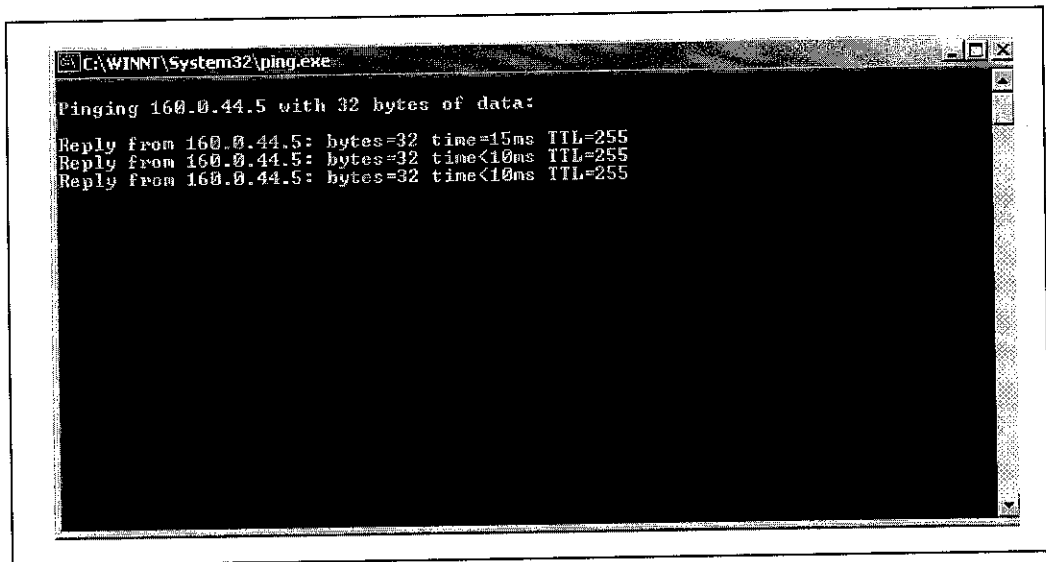 C:\WINNT\System32\ping.exe
Pinging 160.0.44.5 with 32 bytes of data:
Reply from 160.0.44.5: bytes=32 time=15ms TTL=255
Reply from 160.0.44.5: bytes=32 time<10ms TTL=255
Reply from 160.0.44.5: bytes=32 time<10ms TTL=255